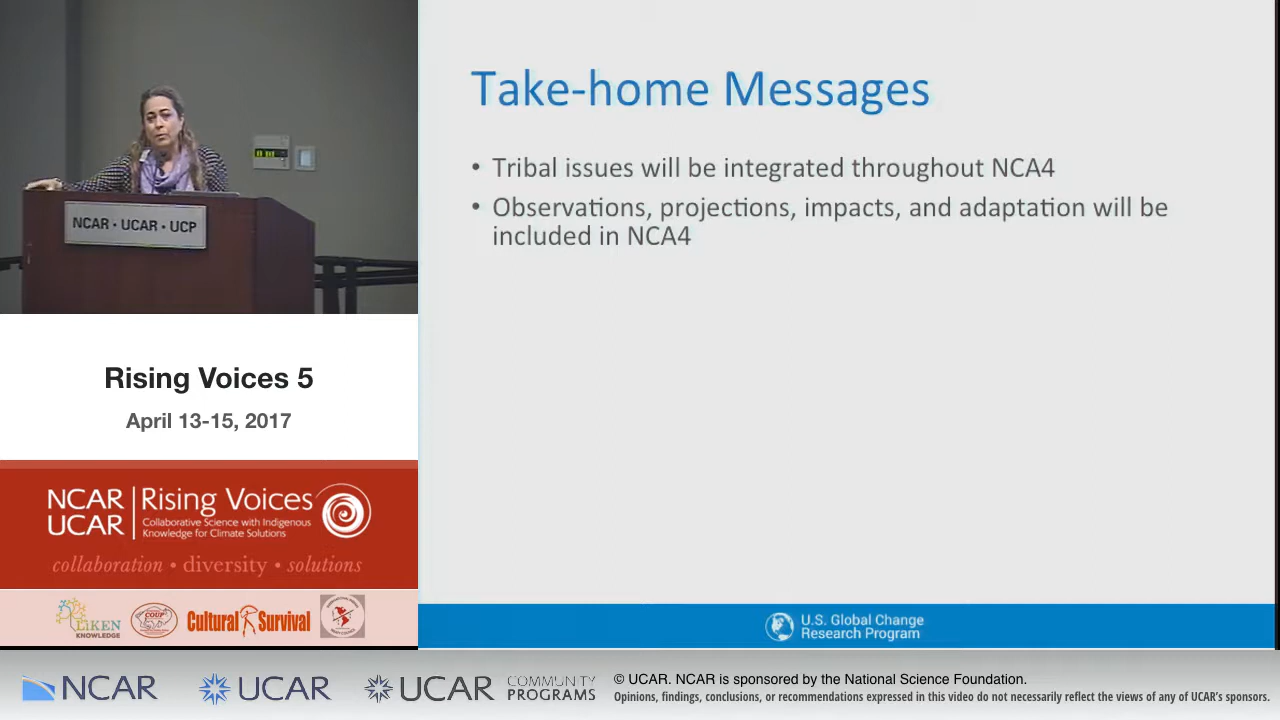 Take-home Messages
• Tribal issues will be integrated throughout NCA4
• Observations, projections, impacts, and adaptation will be
included in NCA4
NCAR • UCAR • UCP
Rising Voices 5
April 13-15, 2017
NCAR
UCAR
Rising Voices
Collaborative Science with Indigenous
Knowledge for Climate Solutions
collaboration • diversity • solutions
LiKEN
KNOWLEDGE
COUP
Cultural Survival
U.S. Global Change
Research Program
NCAR
UCAR
UCAR
COMMUNITY
PROGRAMS
© UCAR. NCAR is sponsored by the National Science Foundation.
Opinions, findings, conclusions, or recommendations expressed in this video do not necessarily reflect the views of any of UCAR's sponsors.